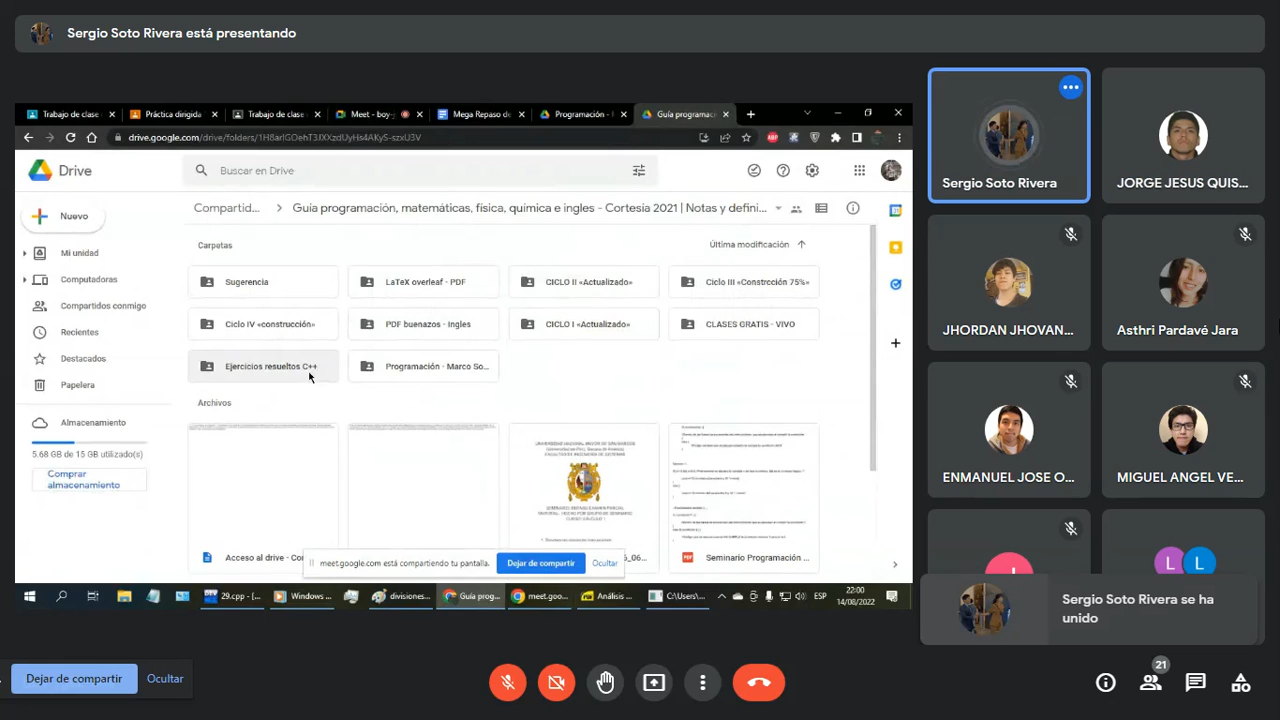 Sergio Soto Rivera está presentando
Trabajo de clase
Práctica dirigida
Trabajo de clase
Meet - boy-
Mega Repaso de
Programación -
Guía programac
drive.google.com/drive/folders/1H8arIGOehT3JXXzdUyHs4AKyS-szxU3V
Drive
Buscar en Drive
Nuevo
Compartid... > Guía programación, matemáticas, física, química e ingles - Cortesía 2021 | Notas y defini...
Mi unidad
Computadoras
Compartidos conmigo
Recientes
Destacados
Papelera
Almacenamiento
5.68 GB de 15 GB utilizado(s)
Comprar
almacenamiento
Carpetas
Última modificación
Sugerencia
LaTeX overleaf - PDF
CICLO II «Actualizado»
Ciclo III «Constrcción 75%»
Ciclo IV «construcción»
PDF buenazos - Ingles
CICLO I «Actualizado»
CLASES GRATIS - VIVO
Ejercicios resueltos C++
Programación - Marco So...
Archivos
Acceso al drive - Co
_06...
Seminario Programación ...
meet.google.com está compartiendo tu pantalla.
Dejar de compartir
Ocultar
29.cpp - [...
Windows ...
divisiones...
Guía prog...
meet.goo...
Análisis ...
C:\Users\...
ESP
22:00
14/08/2022
Sergio Soto Rivera
JORGE JESUS QUIS...
JHORDAN JHOVAN...
Asthri Pardavé Jara
ENMANUEL JOSE O...
MIGUEL ANGEL VE...
L
L
Sergio Soto Rivera se ha
unido
Dejar de compartir
Ocultar
21